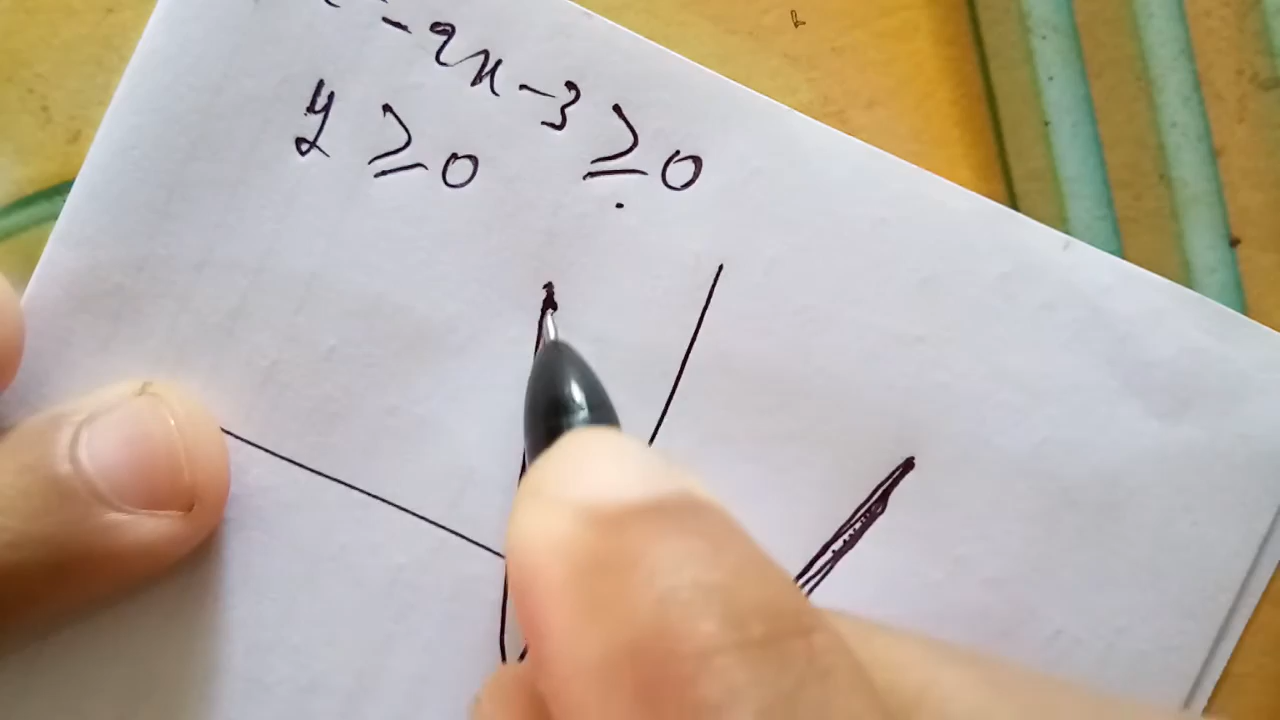 - 2x - 3 ≥ 0
y ≥ 0